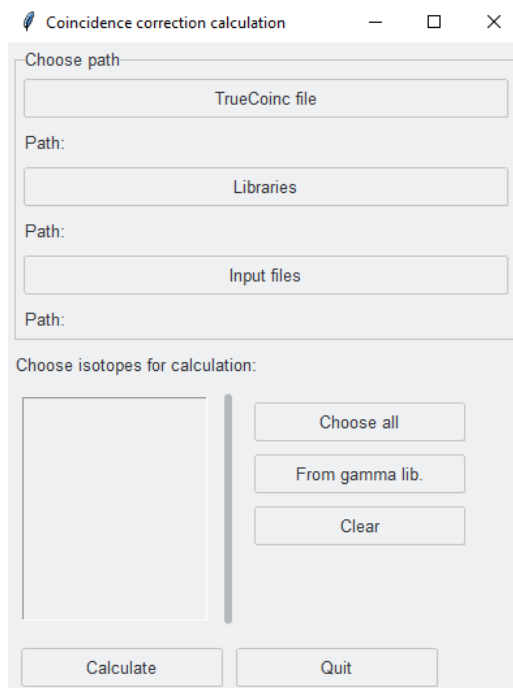 Coincidence correction calculation
Choose path
TrueCoinc file
Path:
Libraries
Path:
Input files
Path:
Choose isotopes for calculation:
Choose all
From gamma lib.
Clear
Calculate Quit